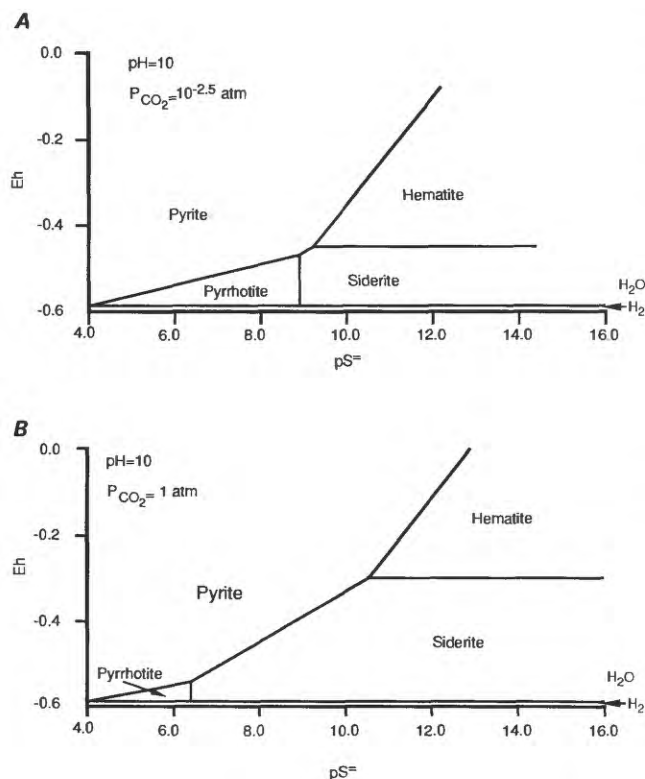 A
0.0
pH=10
P_CO₂=10^-2.5 atm
-0.2
Eh
Hematite
Pyrite
-0.4
Pyrrhotite
Siderite
H₂O
-0.6
H₂
4.0 6.0 8.0 10.0 12.0 14.0 16.0
pS=
B
0.0
pH=10
P_CO₂= 1 atm
Hematite
-0.2
Eh
Pyrite
-0.4
Siderite
Pyrrhotite
H₂O
-0.6
H₂
4.0 6.0 8.0 10.0 12.0 14.0 16.0
pS=